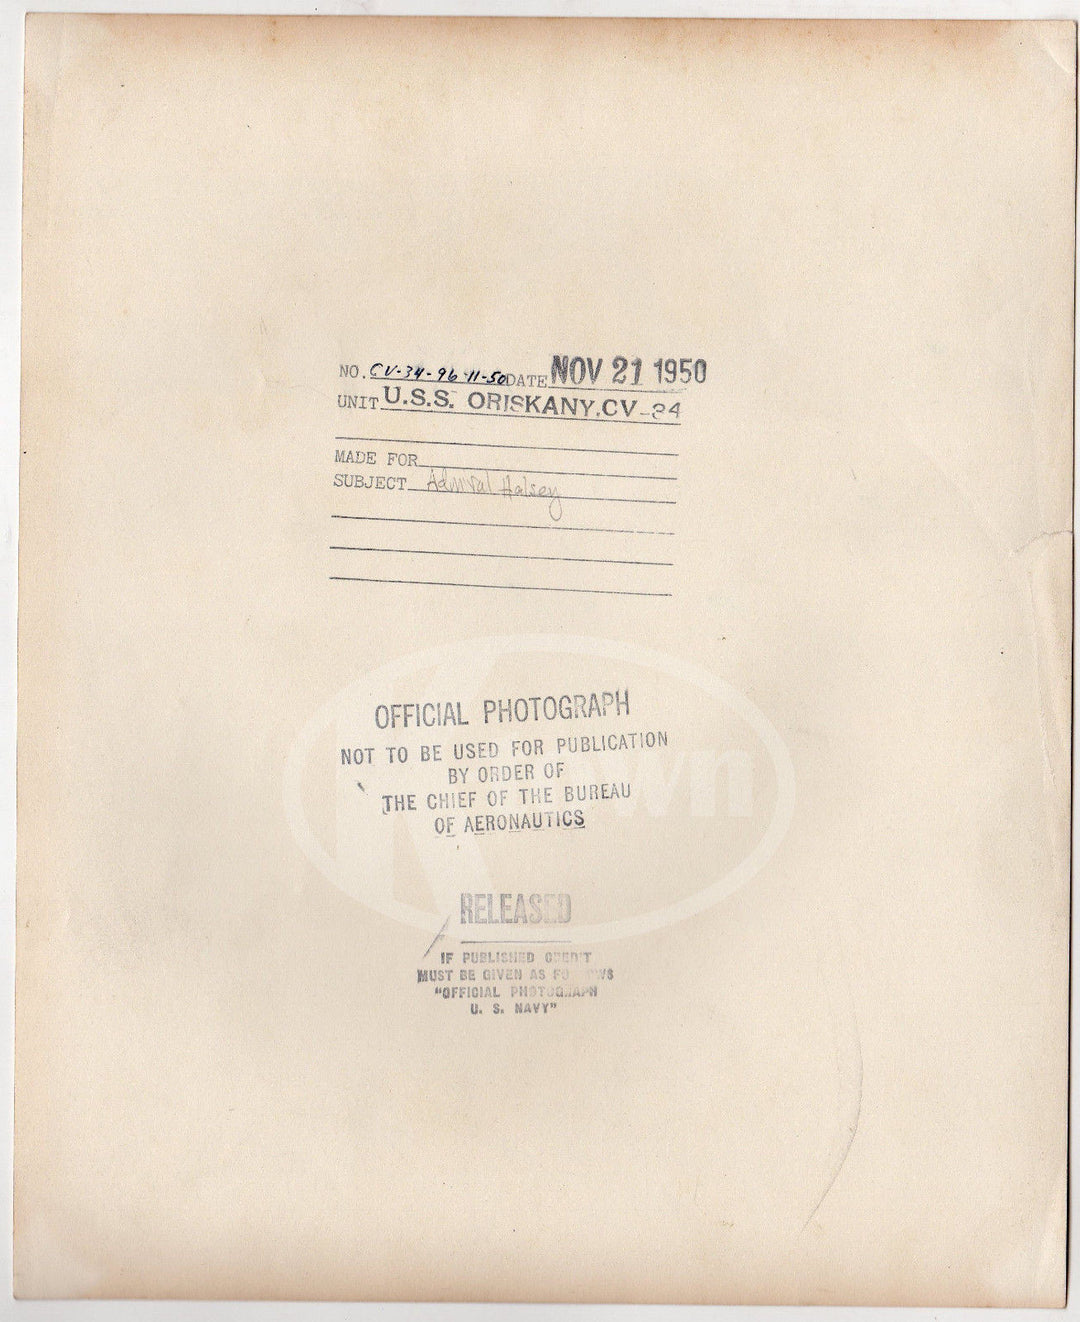 NO. CV-34-96-11-50 DATE NOV 21 1950
UNIT U.S.S. ORISKANY, CV-34
MADE FOR
SUBJECT Admiral Halsey
OFFICIAL PHOTOGRAPH
NOT TO BE USED FOR PUBLICATION
BY ORDER OF
THE CHIEF OF THE BUREAU
OF AERONAUTICS
RELEASED
IF PUBLISHED CREDIT
MUST BE GIVEN AS FOLLOWS
"OFFICIAL PHOTOGRAPH
U. S. NAVY"